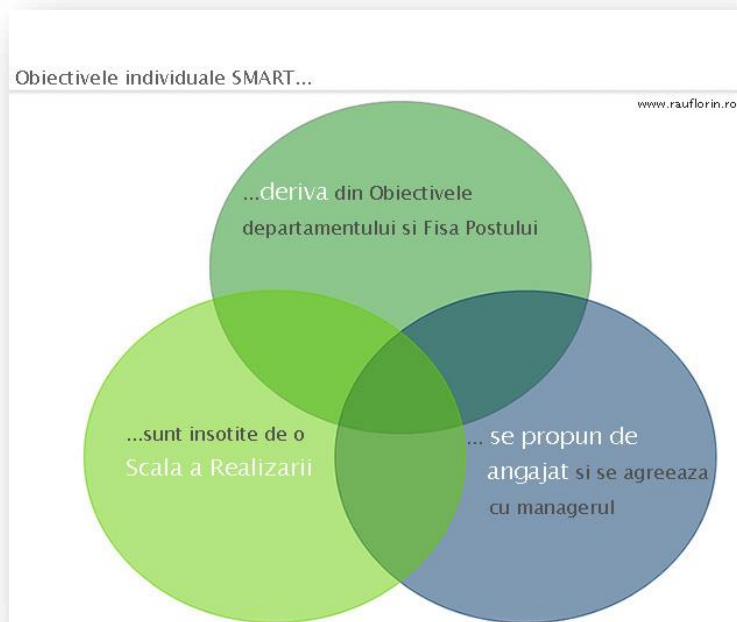 Obiectivele individuale SMART...
www.rauflorin.ro
...deriva din Obiectivele
departamentului si Fisa Postului
...sunt insotite de o
Scala a Realizarii
... se propun de
angajat si se agreeaza
cu managerul